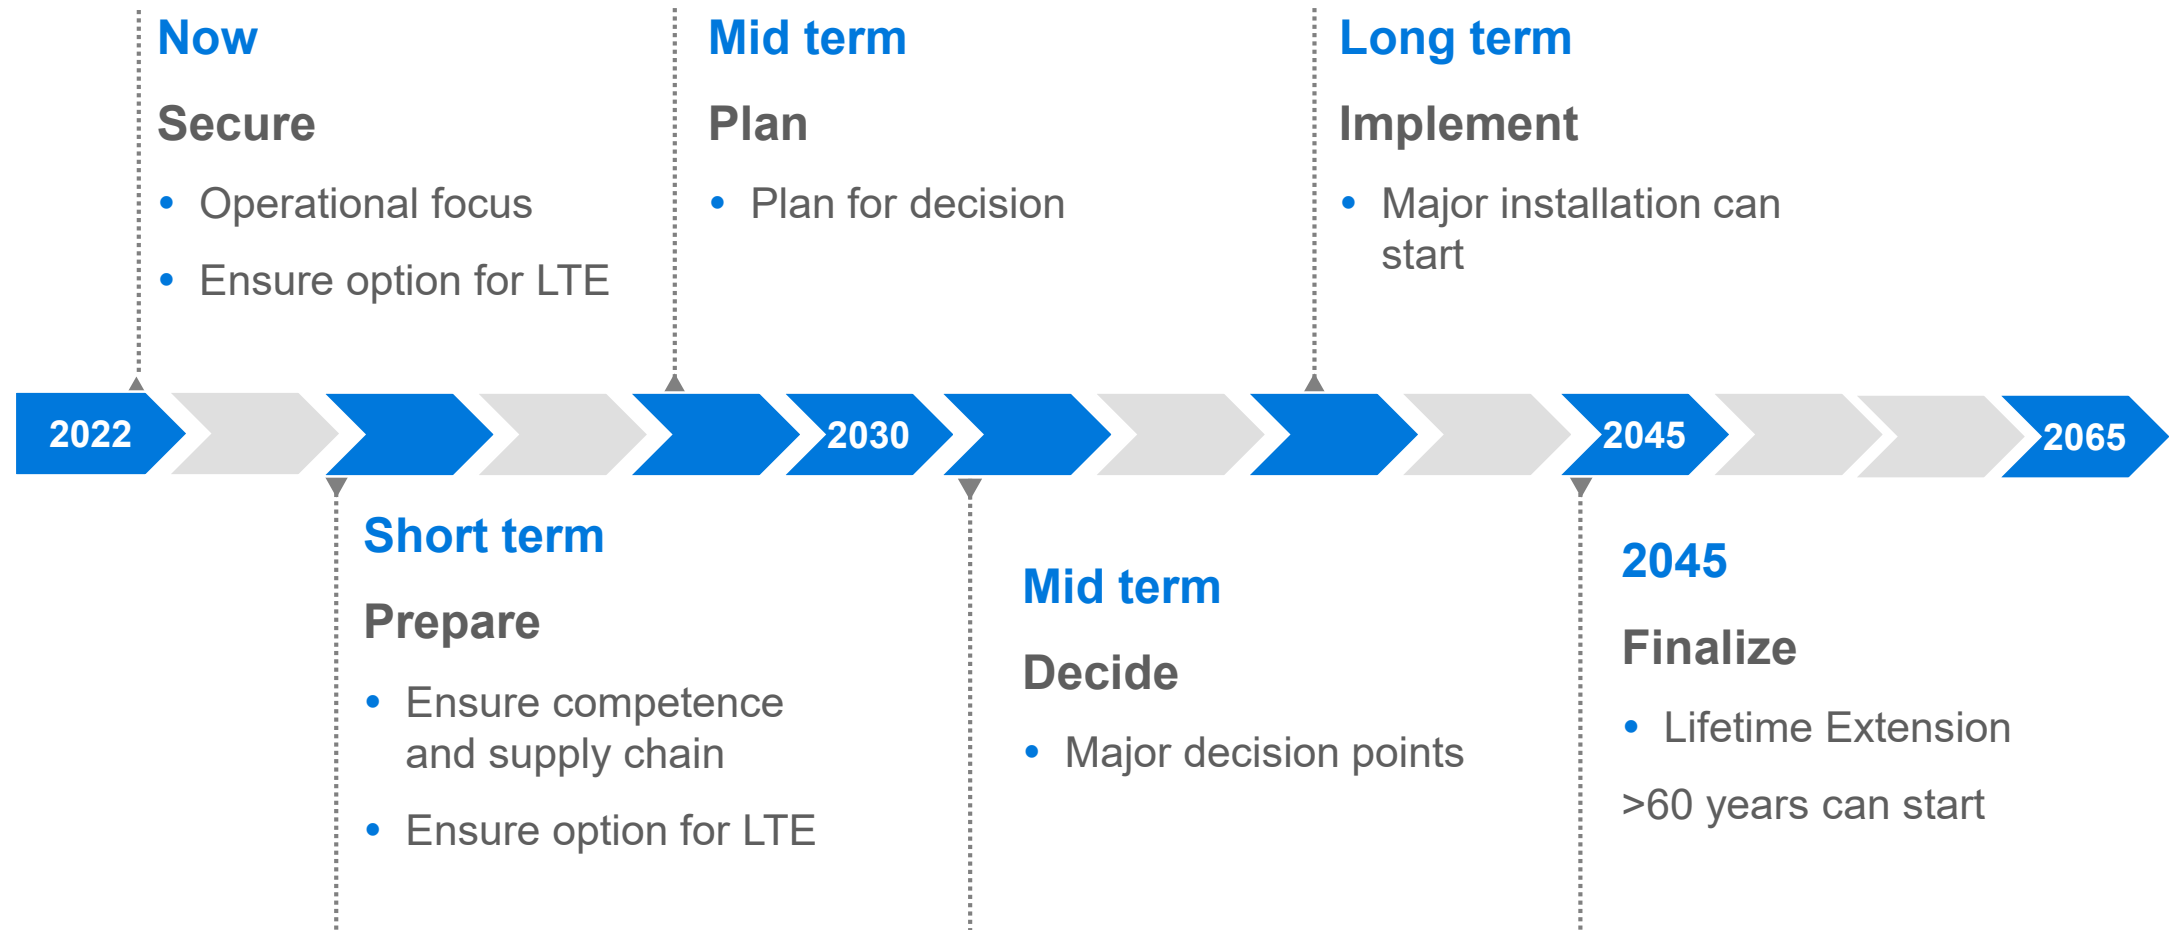 Now
Secure
• Operational focus
• Ensure option for LTE
Mid term
Plan
• Plan for decision
Long term
Implement
• Major installation can
start
2022
2030
2045
2065
Short term
Prepare
• Ensure competence
and supply chain
• Ensure option for LTE
Mid term
Decide
• Major decision points
2045
Finalize
• Lifetime Extension
>60 years can start